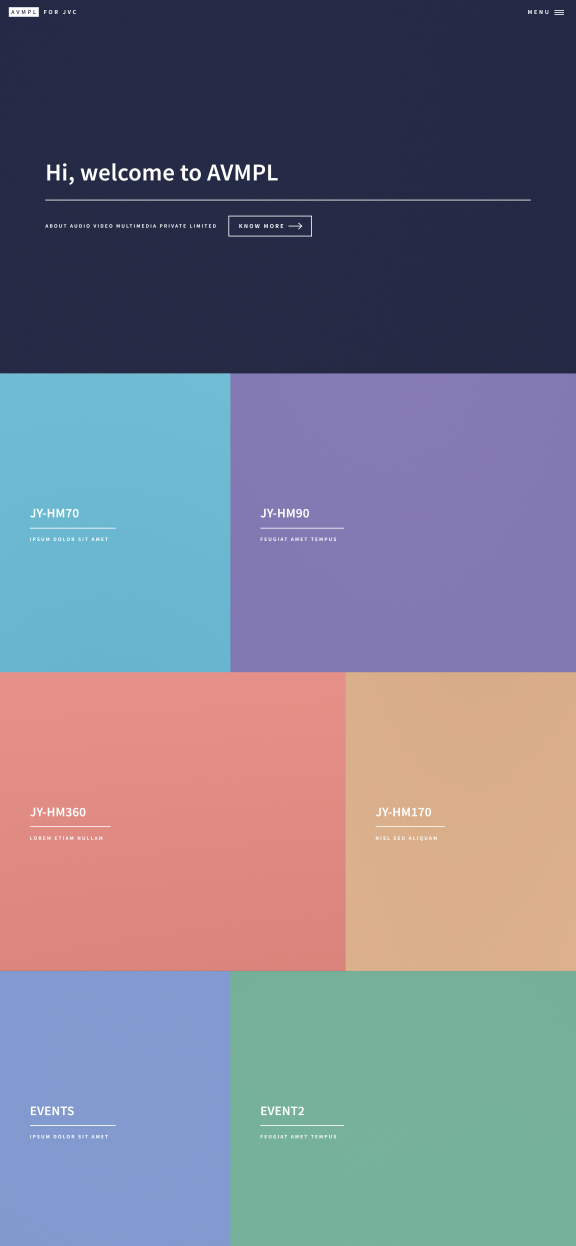 AVMPL FOR JVC
MENU
Hi, welcome to AVMPL
ABOUT AUDIO VIDEO MULTIMEDIA PRIVATE LIMITED
KNOW MORE
JY-HM70
IPSUM DOLOR SIT AMET
JY-HM90
FEUGIAT AMET TEMPUS
JY-HM360
LOREM ETIAM NULLAM
JY-HM170
NISL SED ALIQUAM
EVENTS
IPSUM DOLOR SIT AMET
EVENT2
FEUGIAT AMET TEMPUS